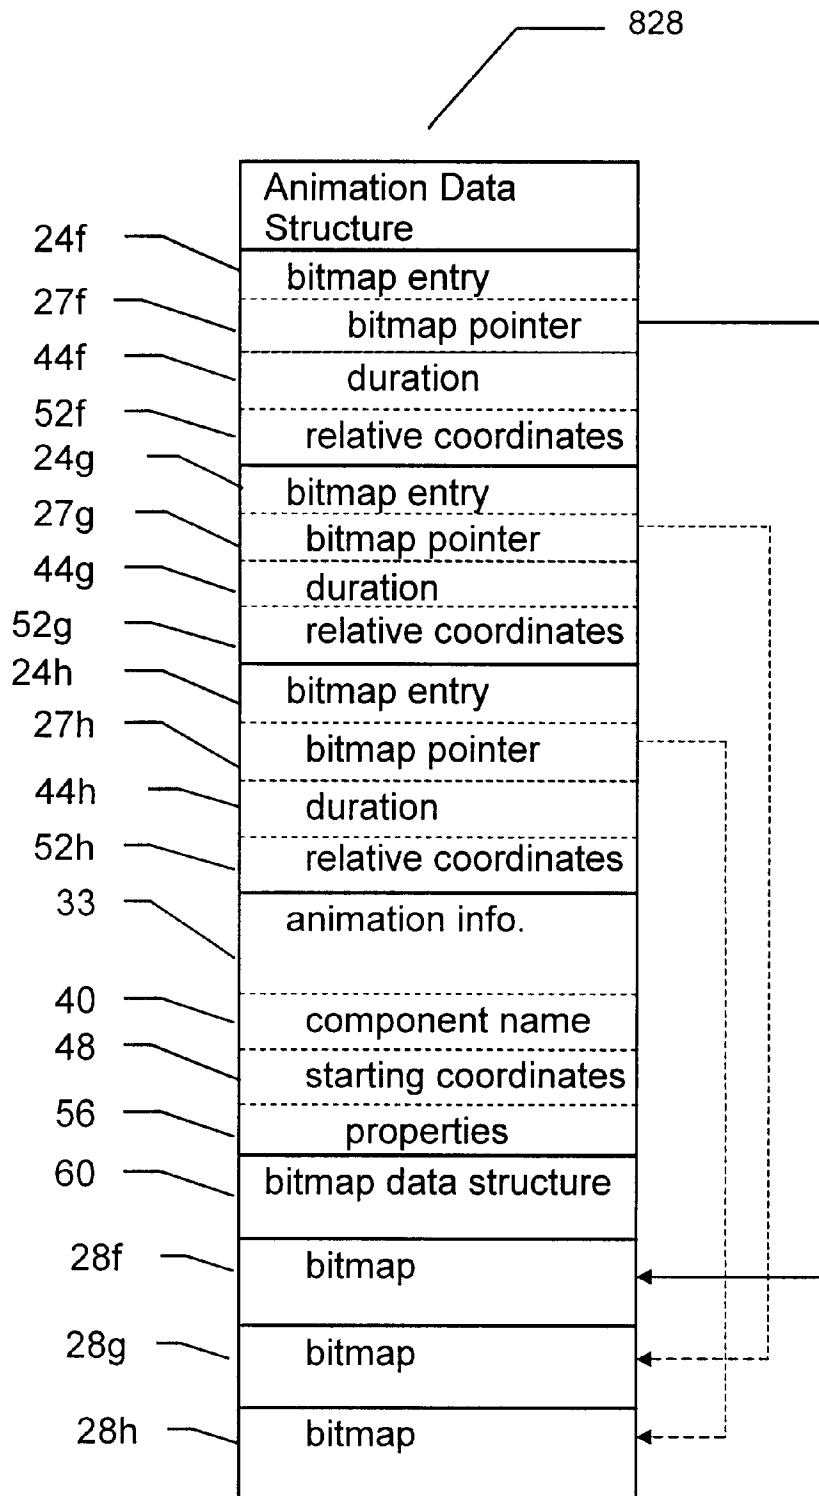 828
Animation Data
Structure
24f bitmap entry
27f bitmap pointer
44f duration
52f relative coordinates
24g bitmap entry
27g bitmap pointer
44g duration
52g relative coordinates
24h bitmap entry
27h bitmap pointer
44h duration
52h relative coordinates
33 animation info.
40 component name
48 starting coordinates
56 properties
60 bitmap data structure
28f bitmap
28g bitmap
28h bitmap